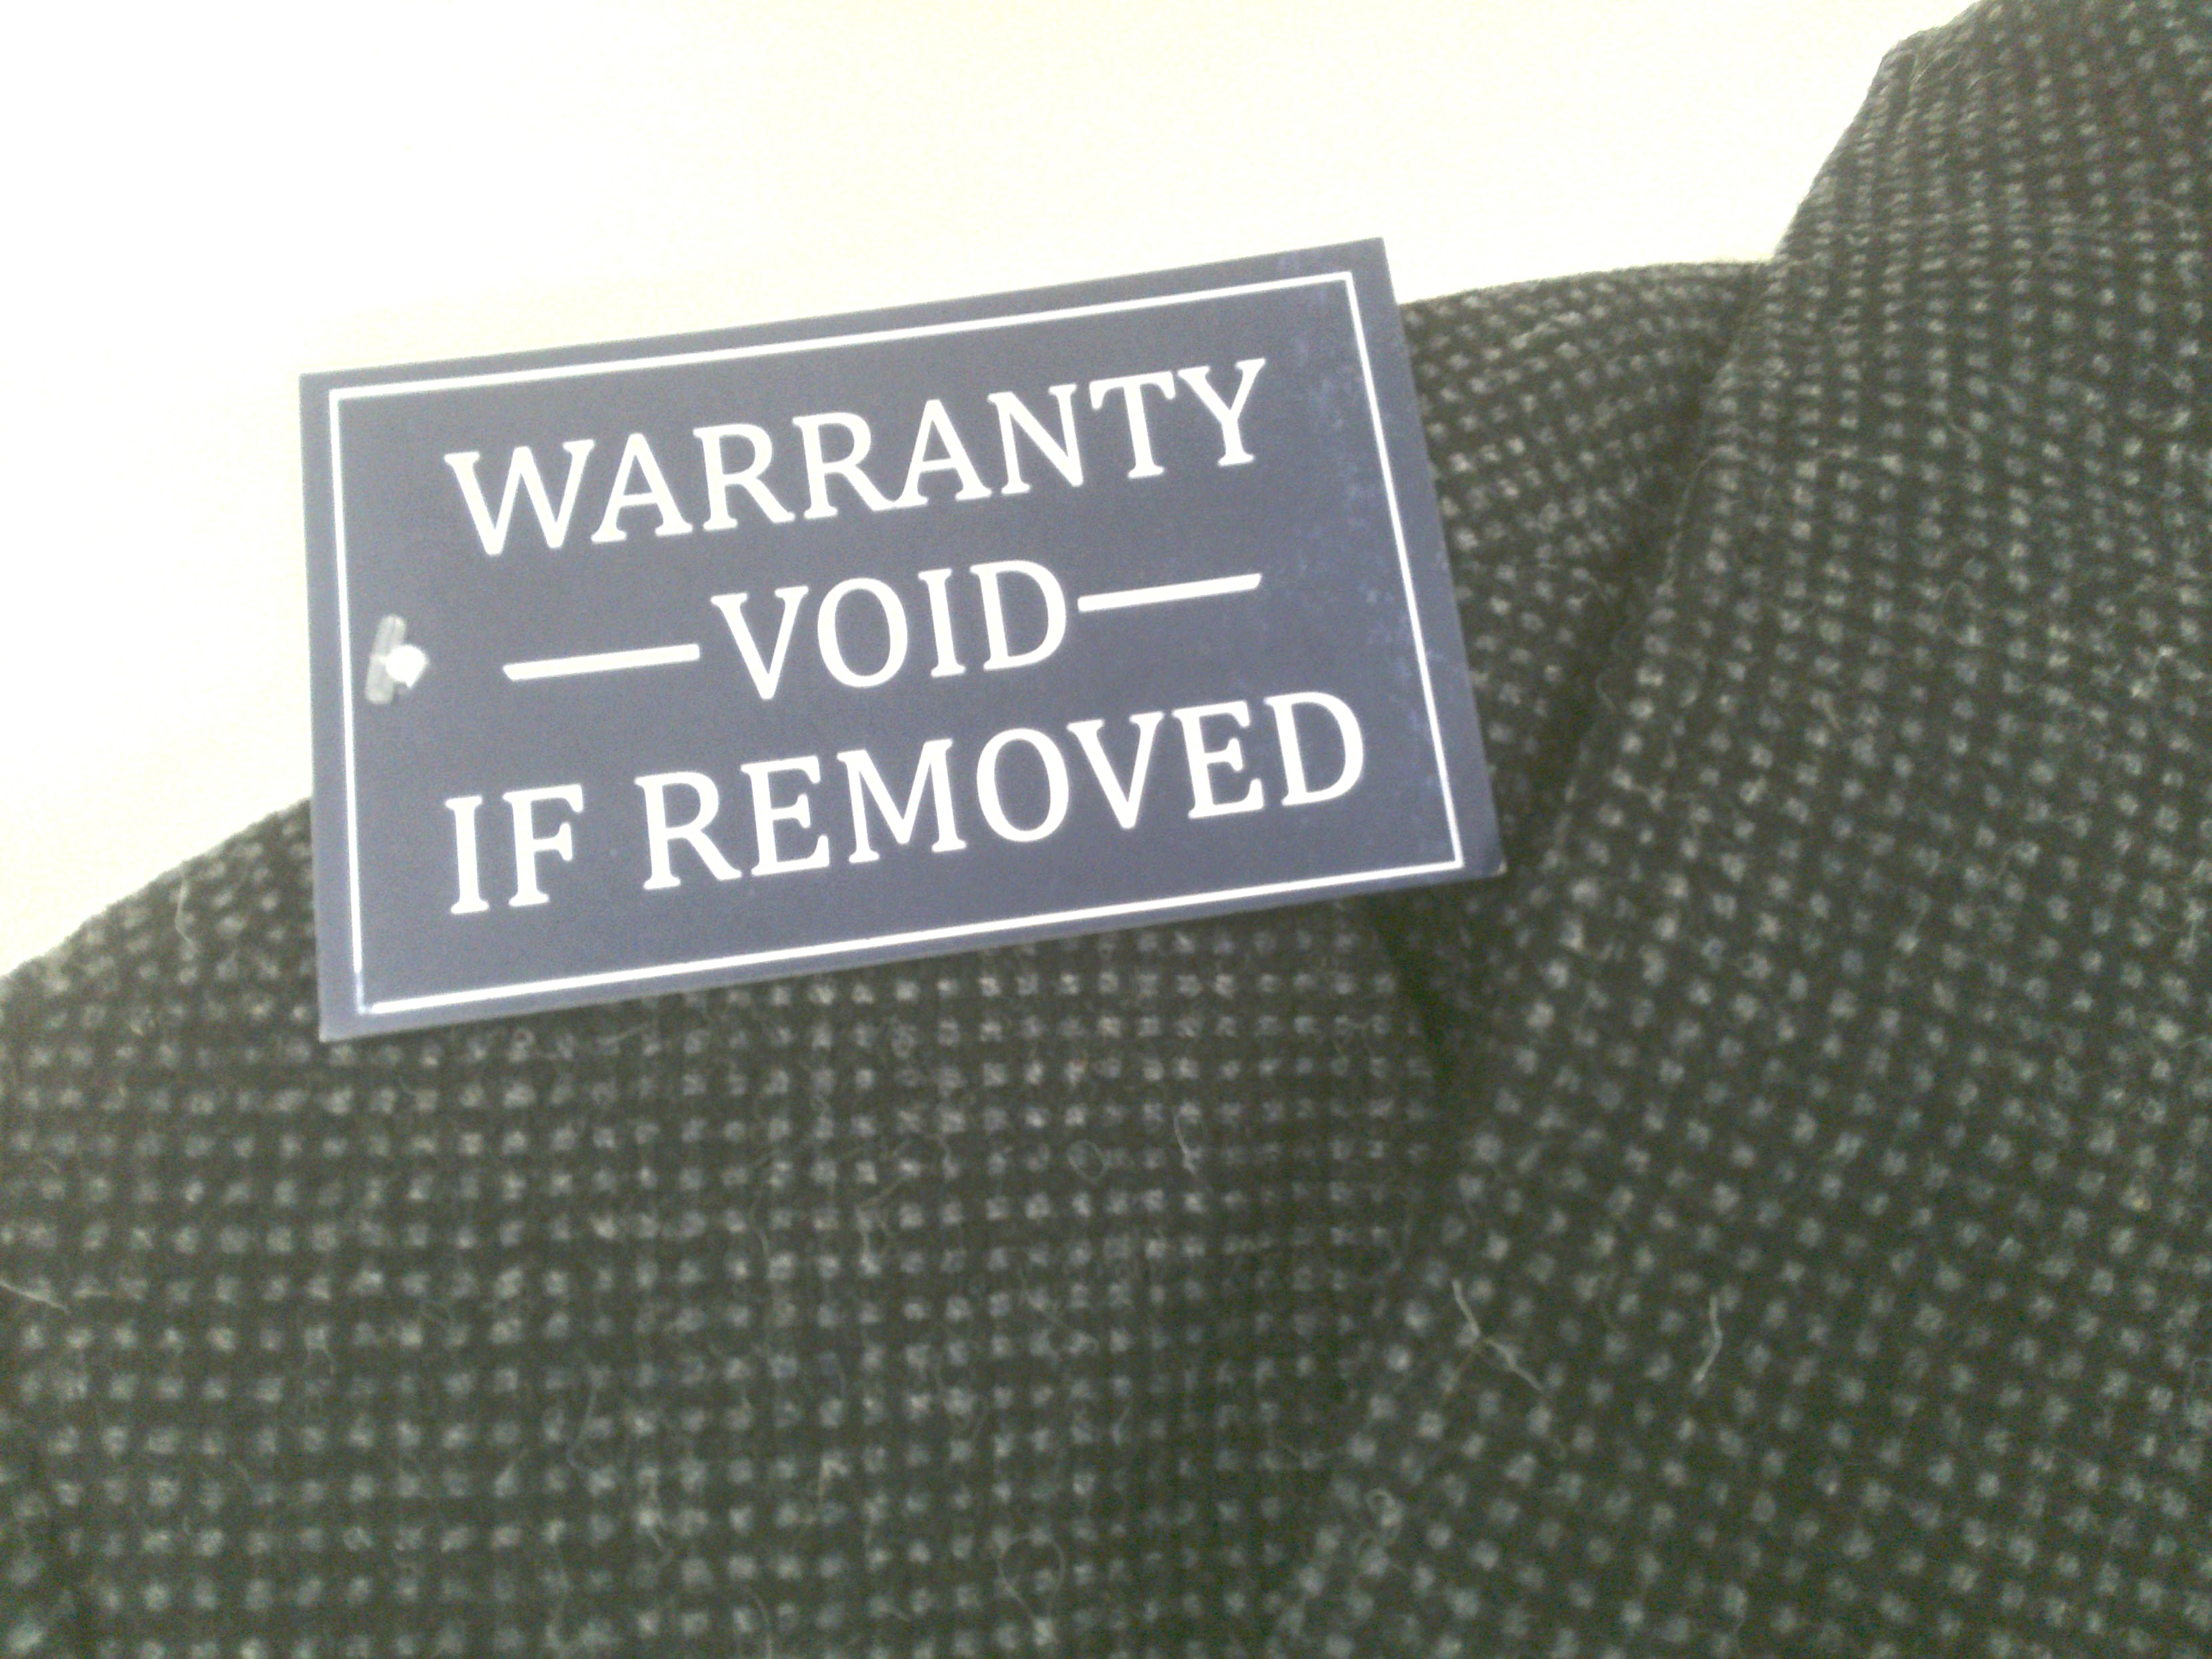 WARRANTY
—VOID—
IF REMOVED